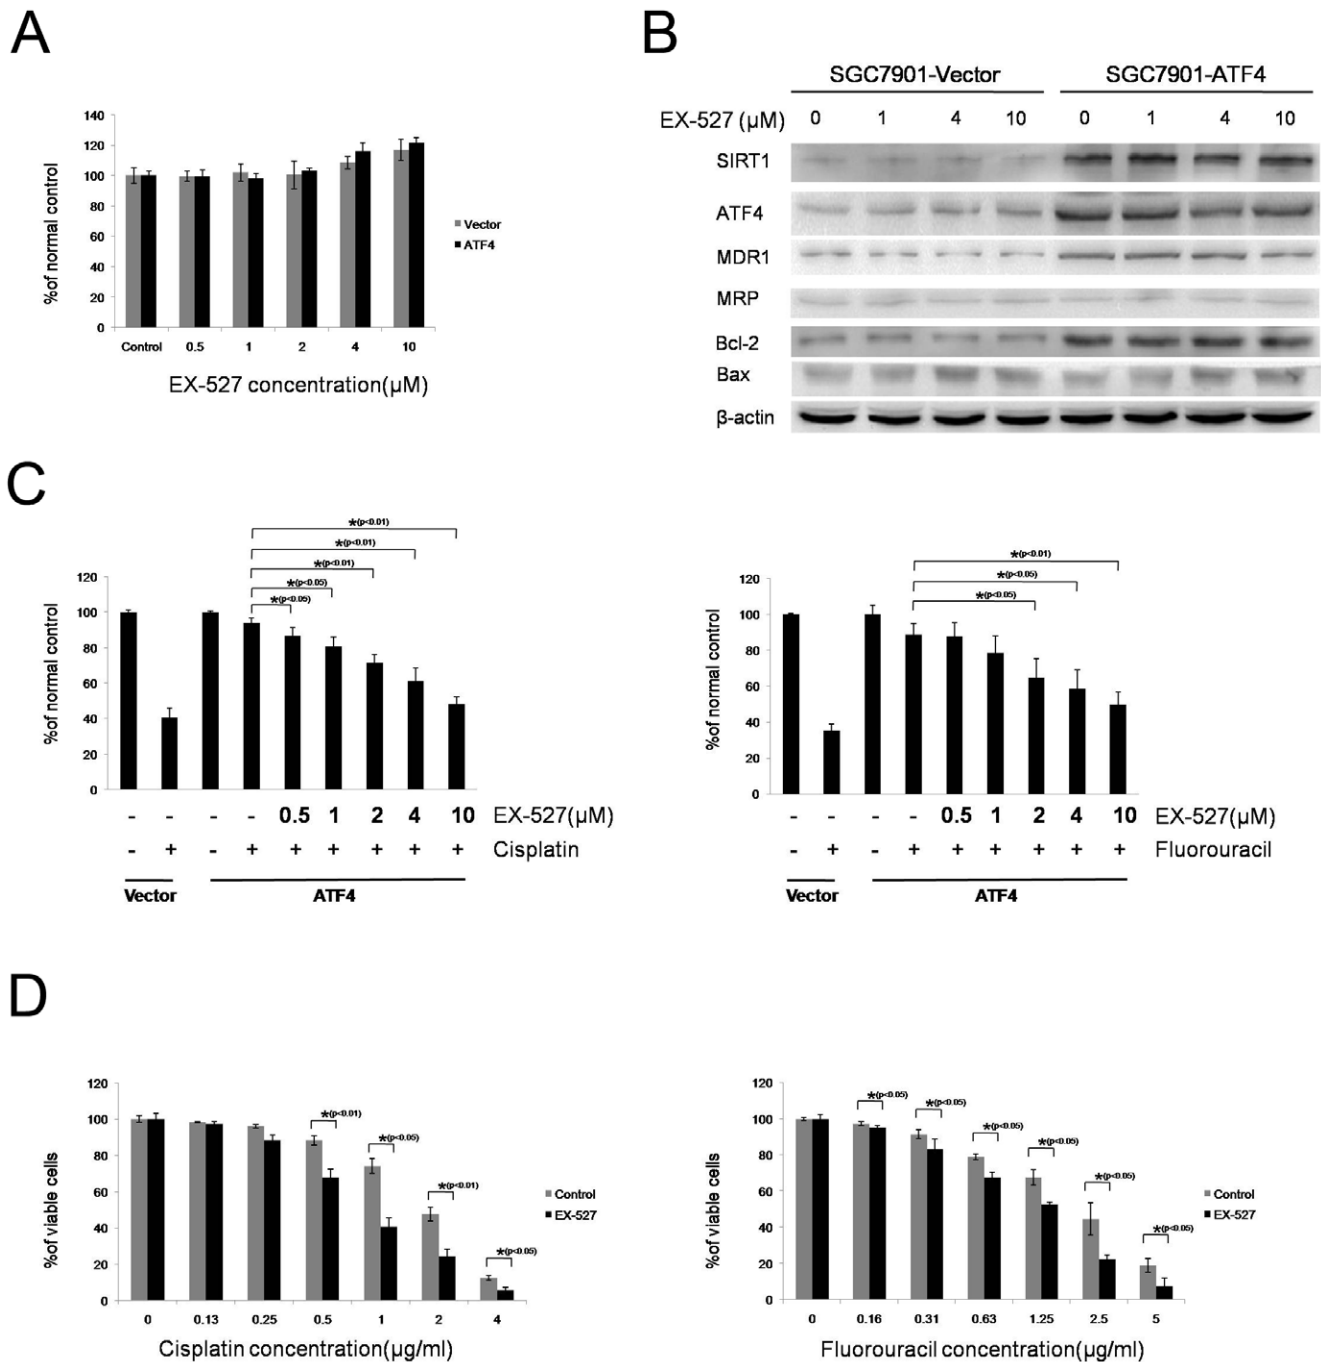 A
140
120
100
80
60
40
20
0
%of normal control
Vector
ATF4
Control 0.5 1 2 4 10
EX-527 concentration(μM)
B
SGC7901-Vector SGC7901-ATF4
EX-527 (μM) 0 1 4 10 0 1 4 10
SIRT1
ATF4
MDR1
MRP
Bcl-2
Bax
β-actin
C
*(p<0.01)
*(p<0.01)
*(p<0.01)
*(p<0.05)
*(p<0.05)
120
100
80
60
40
20
0
%of normal control
- - - - 0.5 1 2 4 10 EX-527(μM)
- + - + + + + + + Cisplatin
Vector ATF4
*(p<0.01)
*(p<0.05)
*(p<0.05)
120
100
80
60
40
20
0
%of normal control
- - - - 0.5 1 2 4 10 EX-527(μM)
- + - + + + + + + Fluorouracil
Vector ATF4
D
120
100
80
60
40
20
0
%of viable cells
*(p<0.01)
*(p<0.05)
*(p<0.01)
*(p<0.05)
Control
EX-527
0 0.13 0.25 0.5 1 2 4
Cisplatin concentration(μg/ml)
120
100
80
60
40
20
0
%of viable cells
*(p<0.05)
*(p<0.05)
*(p<0.05)
*(p<0.05)
*(p<0.05)
*(p<0.05)
Control
EX-527
0 0.16 0.31 0.63 1.25 2.5 5
Fluorouracil concentration(μg/ml)